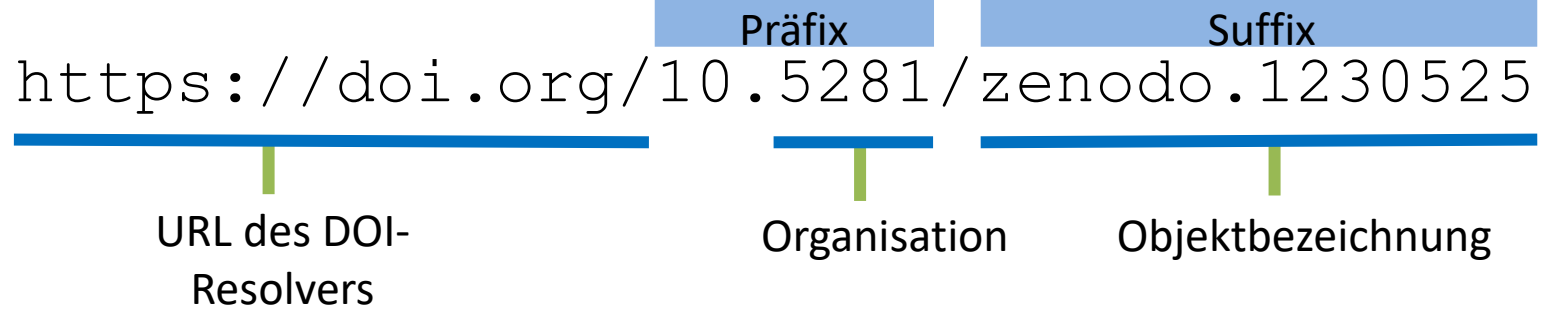 Präfix Suffix
https://doi.org/10.5281/zenodo.1230525
URL des DOI-
Resolvers
Organisation
Objektbezeichnung